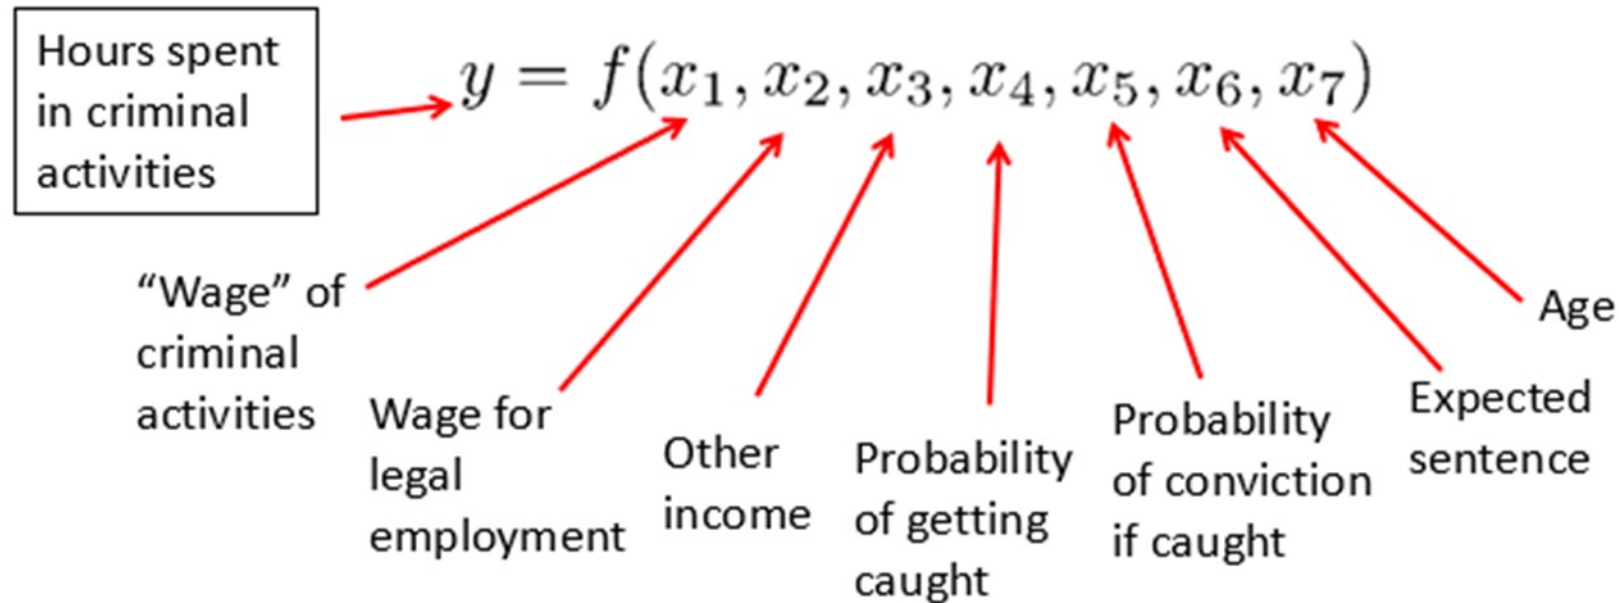 Hours spent
in criminal
activities
y = f(x₁, x₂, x₃, x₄, x₅, x₆, x₇)
“Wage” of
criminal
activities
Wage for
legal
employment
Other
income
Probability
of getting
caught
Probability
of conviction
if caught
Expected
sentence
Age